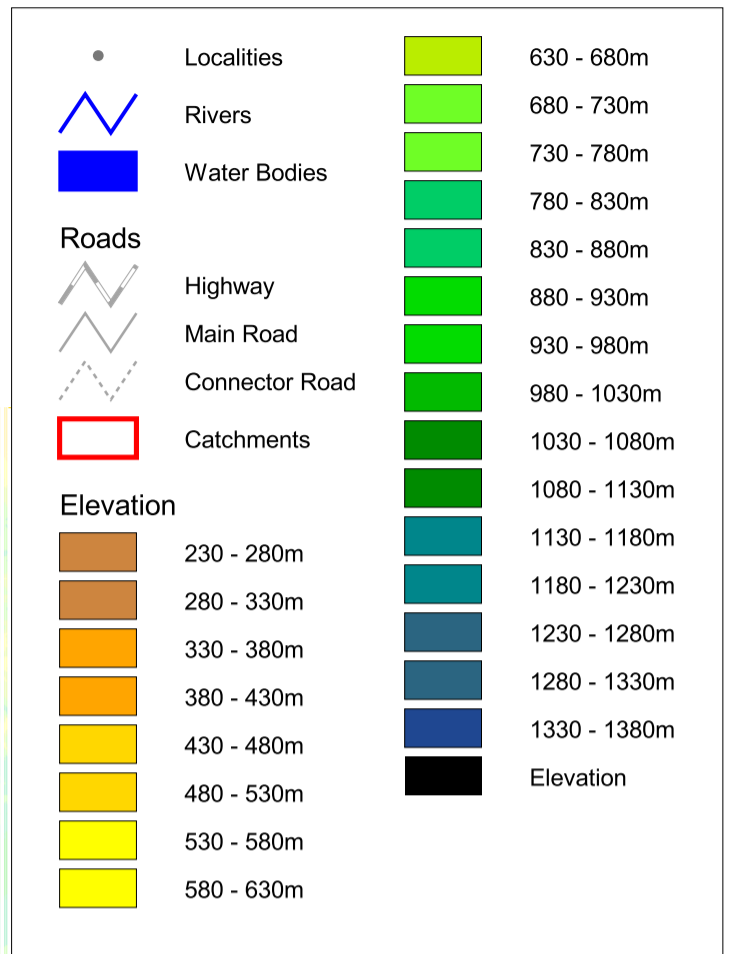 Localities
Rivers
Water Bodies
Roads
Highway
Main Road
Connector Road
Catchments
Elevation
230 - 280m
280 - 330m
330 - 380m
380 - 430m
430 - 480m
480 - 530m
530 - 580m
580 - 630m
630 - 680m
680 - 730m
730 - 780m
780 - 830m
830 - 880m
880 - 930m
930 - 980m
980 - 1030m
1030 - 1080m
1080 - 1130m
1130 - 1180m
1180 - 1230m
1230 - 1280m
1280 - 1330m
1330 - 1380m
Elevation